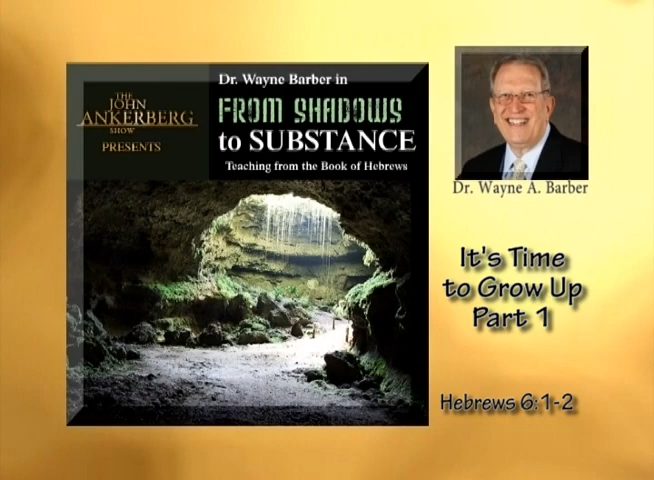 THE
JOHN
ANKERBERG
SHOW
PRESENTS
Dr. Wayne Barber in
FROM SHADOWS
to SUBSTANCE
Teaching from the Book of Hebrews
Dr. Wayne A. Barber
It's Time
to Grow Up
Part 1
Hebrews 6:1-2